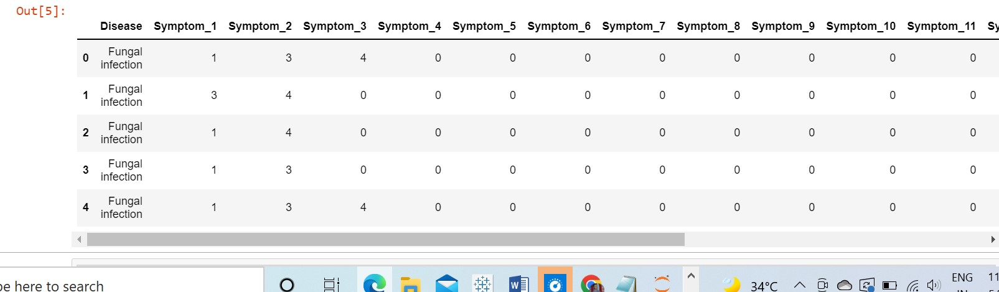 Out[5]:
Disease Symptom_1 Symptom_2 Symptom_3 Symptom_4 Symptom_5 Symptom_6 Symptom_7 Symptom_8 Symptom_9 Symptom_10 Symptom_11 Sy
0 Fungal infection 1 3 4 0 0 0 0 0 0 0 0
1 Fungal infection 3 4 0 0 0 0 0 0 0 0 0
2 Fungal infection 1 4 0 0 0 0 0 0 0 0 0
3 Fungal infection 1 3 0 0 0 0 0 0 0 0 0
4 Fungal infection 1 3 4 0 0 0 0 0 0 0 0
pe here to search
34°C
ENG 11